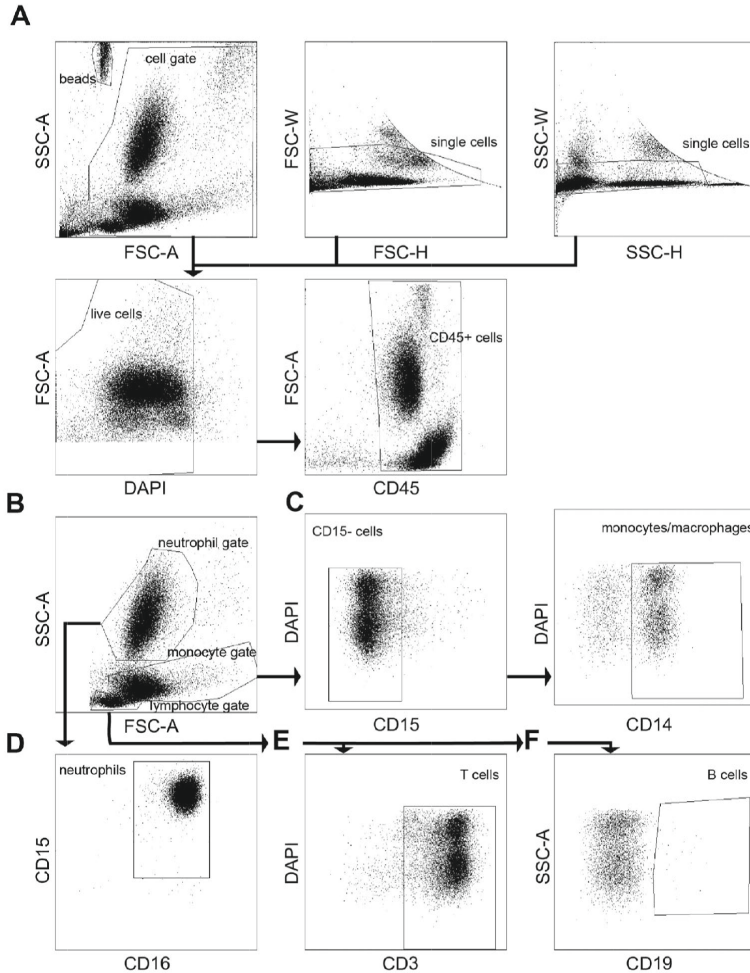 A
beads
cell gate
SSC-A
FSC-A
single cells
FSC-W
FSC-H
single cells
SSC-W
SSC-H
live cells
FSC-A
DAPI
CD45+ cells
FSC-A
CD45
B
neutrophil gate
monocyte gate
lymphocyte gate
SSC-A
FSC-A
C
CD15- cells
DAPI
CD15
monocytes/macrophages
DAPI
CD14
D
neutrophils
CD15
CD16
E
T cells
DAPI
CD3
F
B cells
SSC-A
CD19